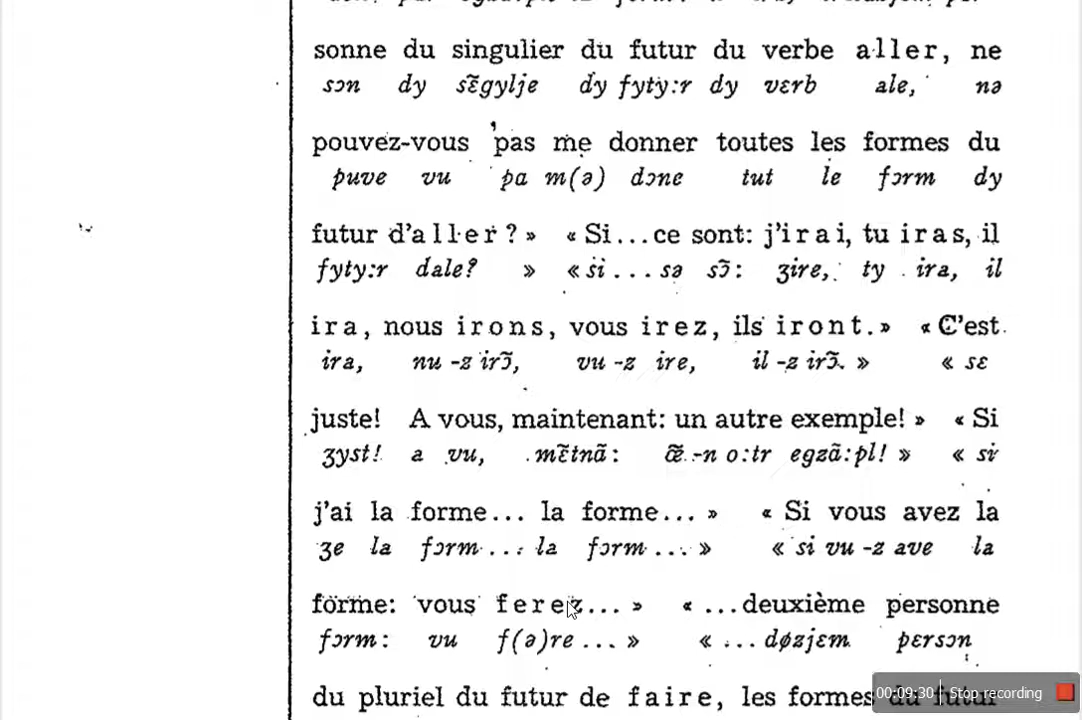 sonne du singulier du futur du verbe aller, ne
sɔn dy sɛ̃gylje dy fyty:r dy vɛrb ale, nə
pouvez-vous pas me donner toutes les formes du
puve vu pa m(ə) dɔne tut le fɔrm dy
futur d'aller? » « Si...ce sont: j'irai, tu iras, il
fyty:r dale? » « si...sə sɔ̃: ʒire, ty ira, il
ira, nous irons, vous irez, ils iront. » « C'est
ira, nu -z irɔ̃, vu -z ire, il -z irɔ̃. » « sɛ
juste! A vous, maintenant: un autre exemple! » « Si
ʒyst! a vu, mɛ̃tnã: œ̃ -n o:tr egzã:pl! » « si
j'ai la forme... la forme... » « Si vous avez la
ʒe la fɔrm... la fɔrm... » « si vu -z ave la
forme: vous ferez... » « ...deuxième personne
fɔrm: vu f(ə)re... » « ...døzjɛm pɛrsɔn
du pluriel du futur de faire, les formes du futur
00:09:30 Stop recording